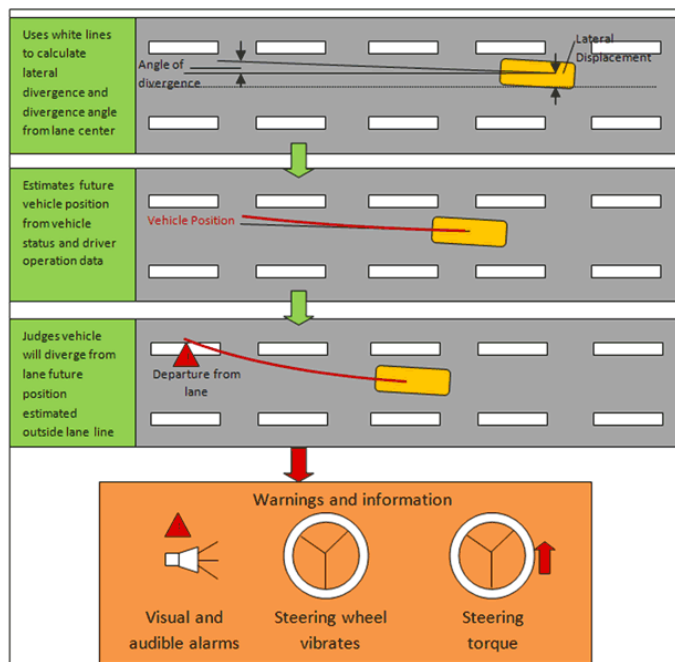 Uses white lines
to calculate
lateral
divergence and
divergence angle
from lane center
Angle of
divergence
Lateral
Displacement
Estimates future
vehicle position
from vehicle
status and driver
operation data
Vehicle Position
Judges vehicle
will diverge from
lane future
position
estimated
outside lane line
Departure from
lane
Warnings and information
Visual and
audible alarms
Steering wheel
vibrates
Steering
torque